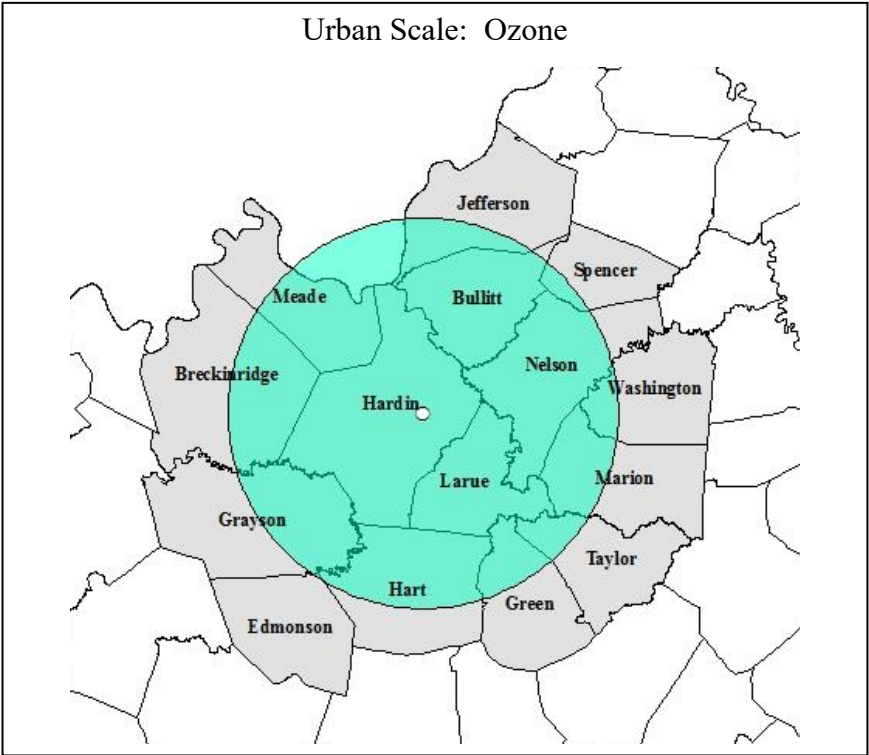 Urban Scale: Ozone
Jefferson
Spencer
Meade
Bullitt
Nelson
Breckinridge
Washington
Hardin
Larue
Marion
Grayson
Taylor
Hart
Green
Edmonson